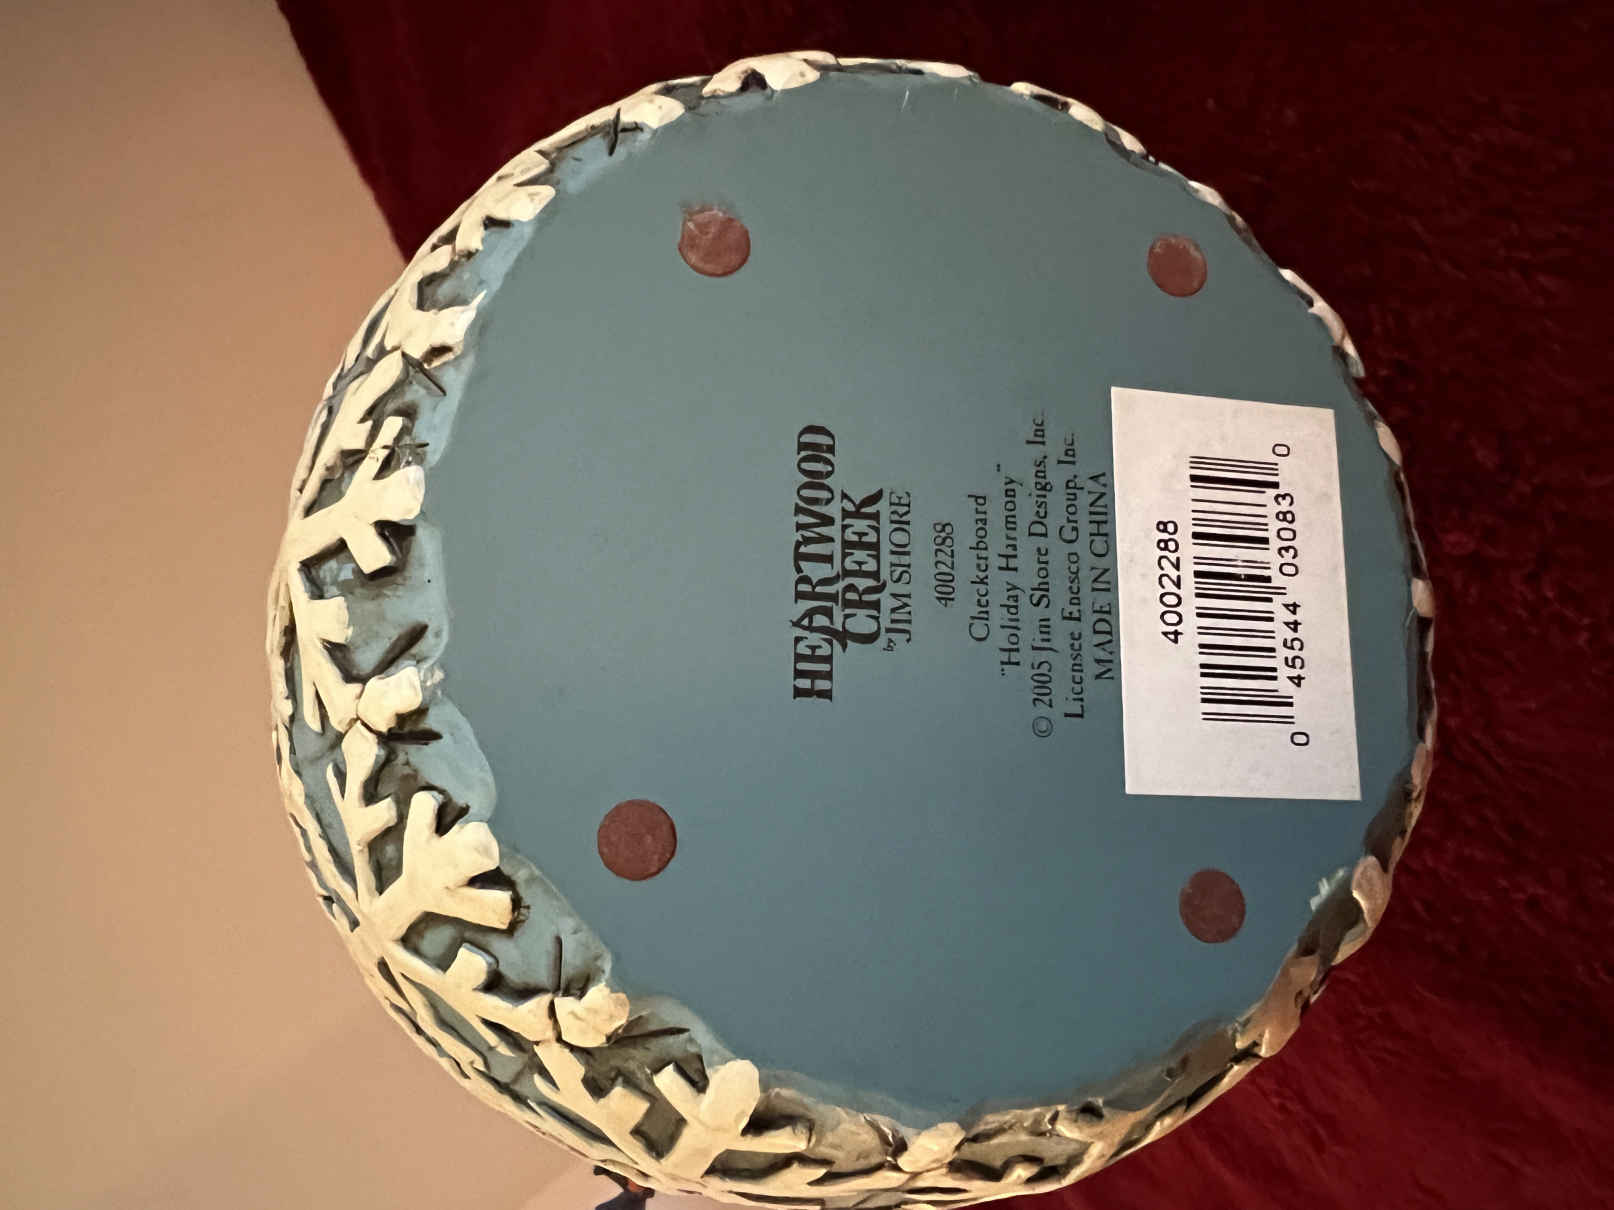 HEARTWOOD
CREEK
by JIM SHORE
4002288
Checkerboard
"Holiday Harmony"
© 2005 Jim Shore Designs, Inc.
Licensee Enesco Group, Inc.
MADE IN CHINA
4002288
0 45544 03083 0